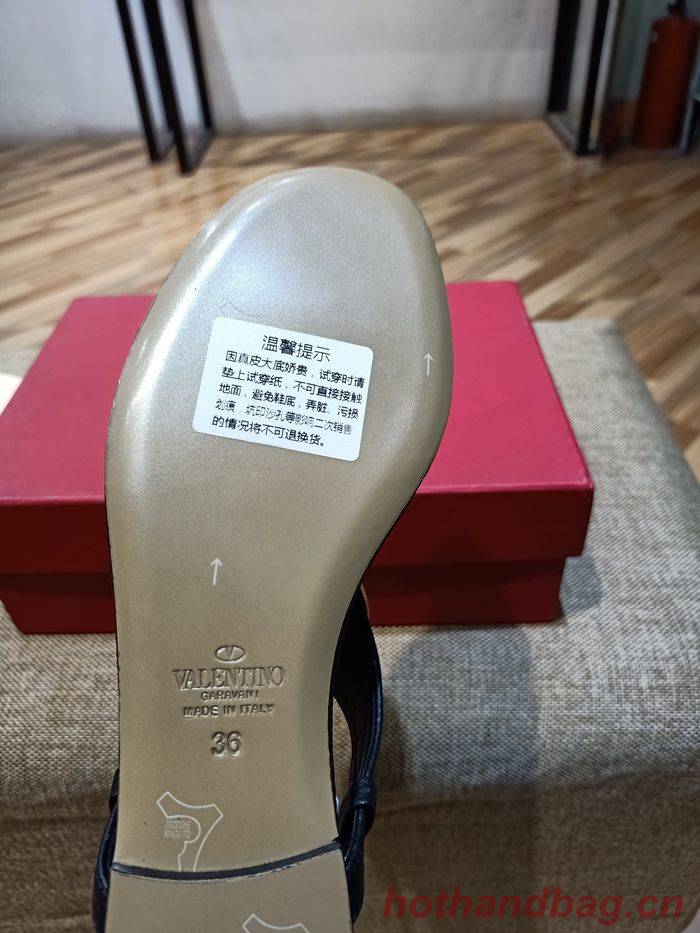 温馨提示
因真皮大底娇贵，试穿时请
垫上试穿纸，不可直接接触
地面，避免鞋底，弄脏、污损
划痕，坑印沙孔等影响二次销售
的情况将不可退换货。
VALENTINO
GARAVANI
MADE IN ITALY
36
hothandbag.cn